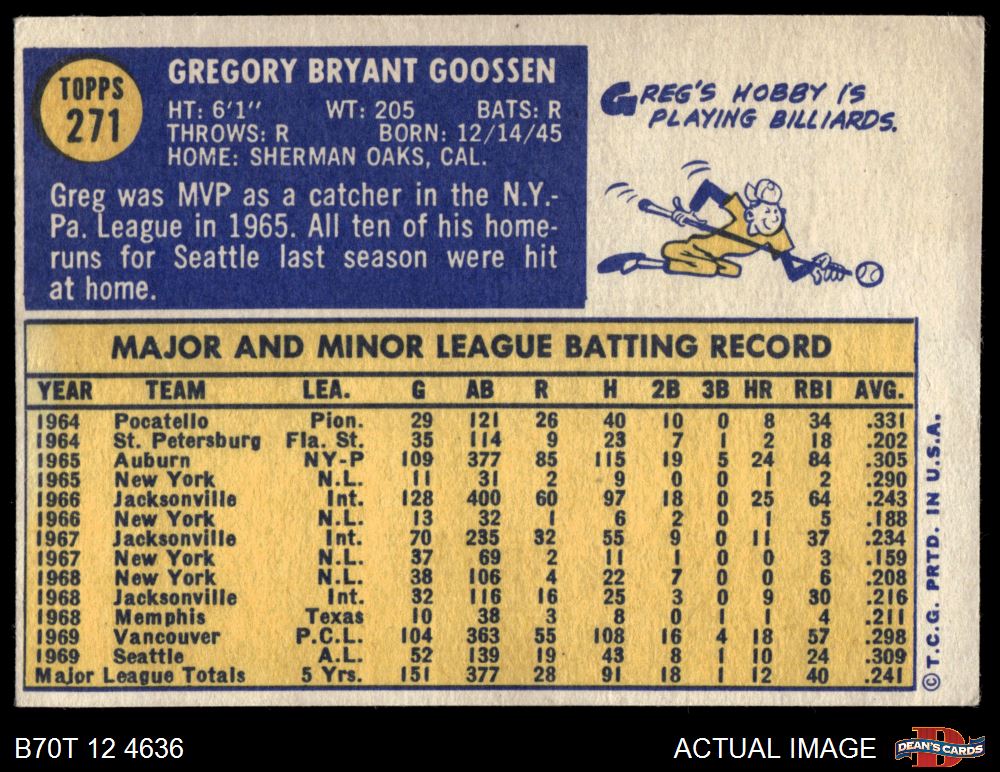 TOPPS
271
GREGORY BRYANT GOOSSEN
HT: 6'1" WT: 205 BATS: R
THROWS: R BORN: 12/14/45
HOME: SHERMAN OAKS, CAL.
Greg was MVP as a catcher in the N.Y.-
Pa. League in 1965. All ten of his home-
runs for Seattle last season were hit
at home.
GREG'S HOBBY IS
PLAYING BILLIARDS.
MAJOR AND MINOR LEAGUE BATTING RECORD
YEAR TEAM LEA. G AB R H 2B 3B HR RBI AVG.
1964 Pocatello Pion. 29 121 26 40 10 0 8 34 .331
1964 St. Petersburg Fla. St. 35 114 9 23 7 1 2 18 .202
1965 Auburn NY-P 109 377 85 115 19 5 24 84 .305
1965 New York N.L. 11 31 2 9 0 0 1 2 .290
1966 Jacksonville Int. 128 400 60 97 18 0 25 64 .243
1966 New York N.L. 13 32 1 6 2 0 1 5 .188
1967 Jacksonville Int. 70 235 32 55 9 0 11 37 .234
1967 New York N.L. 37 69 2 11 1 0 0 3 .159
1968 New York N.L. 38 106 4 22 7 0 0 6 .208
1968 Jacksonville Int. 32 116 16 25 3 0 9 30 .216
1968 Memphis Texas 10 38 3 8 0 1 1 4 .211
1969 Vancouver P.C.L. 104 363 55 108 16 4 18 57 .298
1969 Seattle A.L. 52 139 19 43 8 1 10 24 .309
Major League Totals 5 Yrs. 151 377 28 91 18 1 12 40 .241
© T.C.G. PRTD. IN U.S.A.
B70T 12 4636
ACTUAL IMAGE
D
DEAN'S CARDS